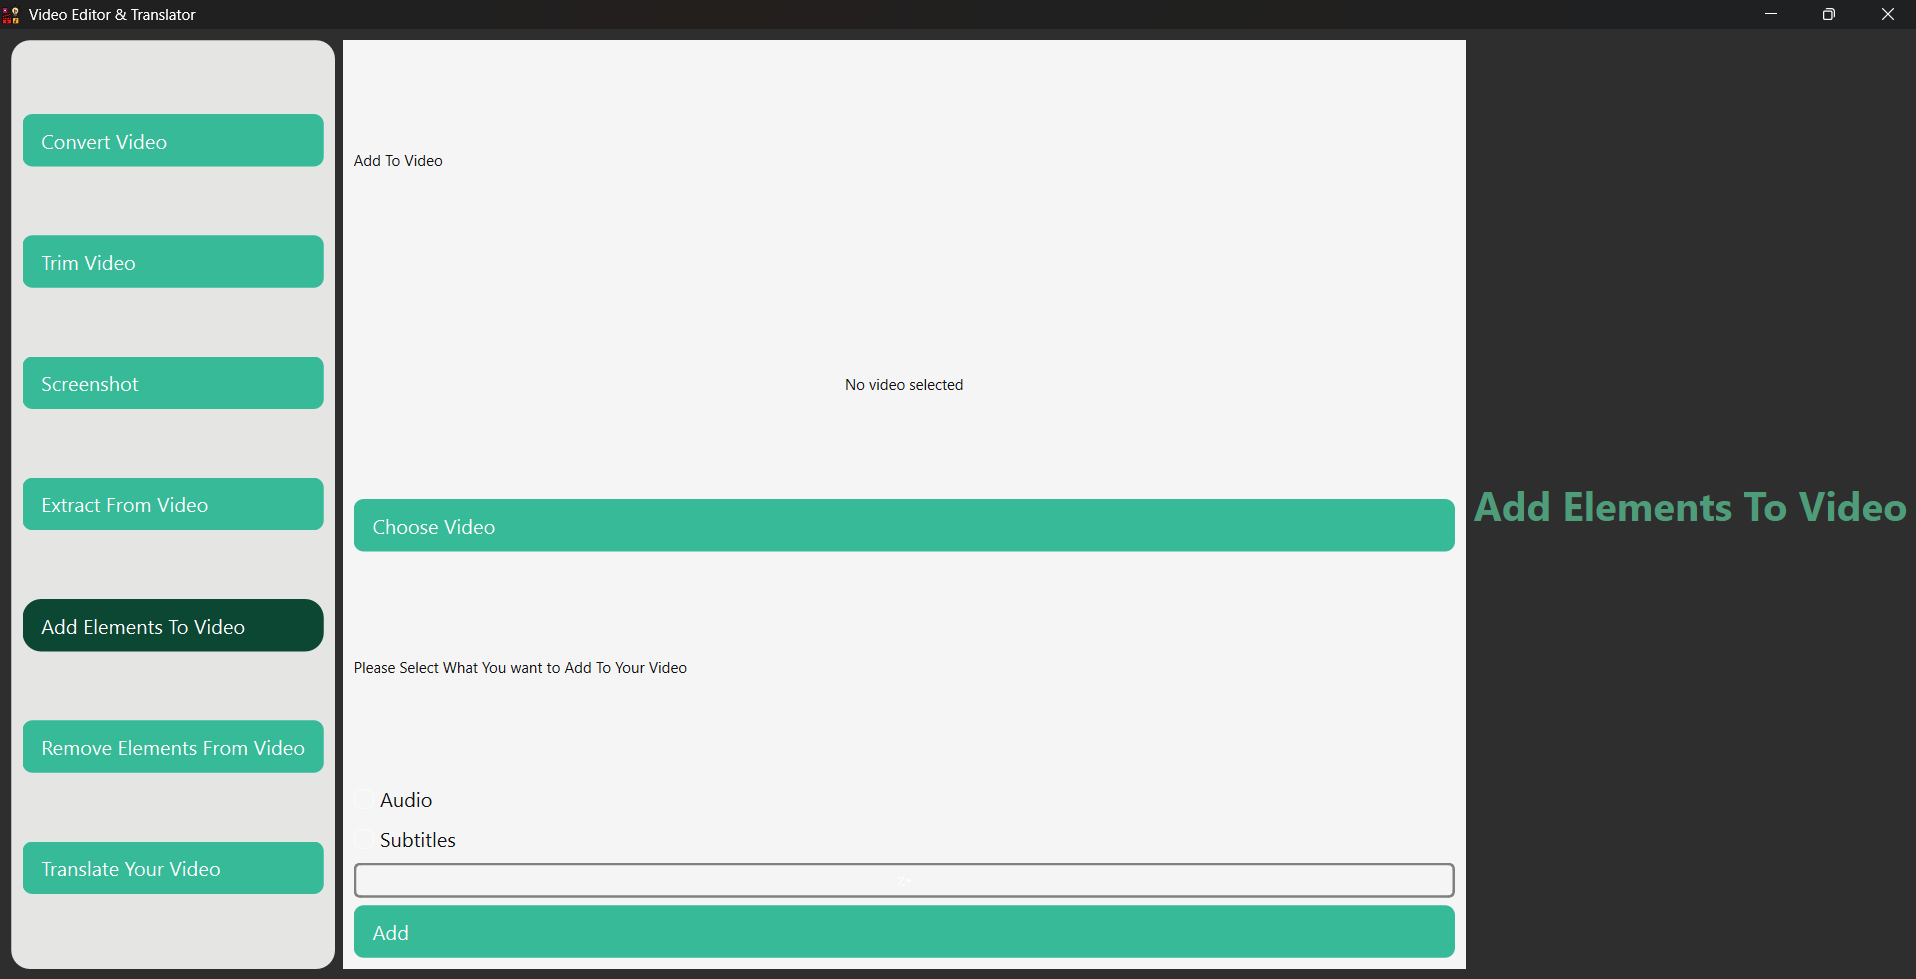 Video Editor & Translator
Convert Video
Trim Video
Screenshot
Extract From Video
Add Elements To Video
Remove Elements From Video
Translate Your Video
Add To Video
No video selected
Choose Video
Please Select What You want to Add To Your Video
Audio
Subtitles
Add
Add Elements To Video